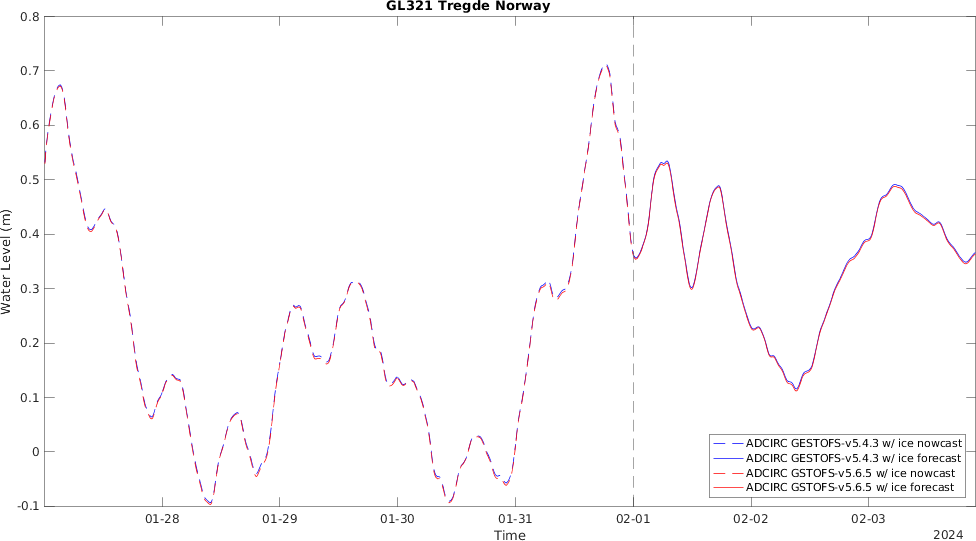 GL321 Tregde Norway
0.8
0.7
0.6
0.5
0.4
0.3
0.2
0.1
0
-0.1
Water Level (m)
01-28
01-29
01-30
01-31
02-01
02-02
02-03
Time
2024
ADCIRC GESTOFS-v5.4.3 w/ ice nowcast
ADCIRC GESTOFS-v5.4.3 w/ ice forecast
ADCIRC GSTOFS-v5.6.5 w/ ice nowcast
ADCIRC GSTOFS-v5.6.5 w/ ice forecast